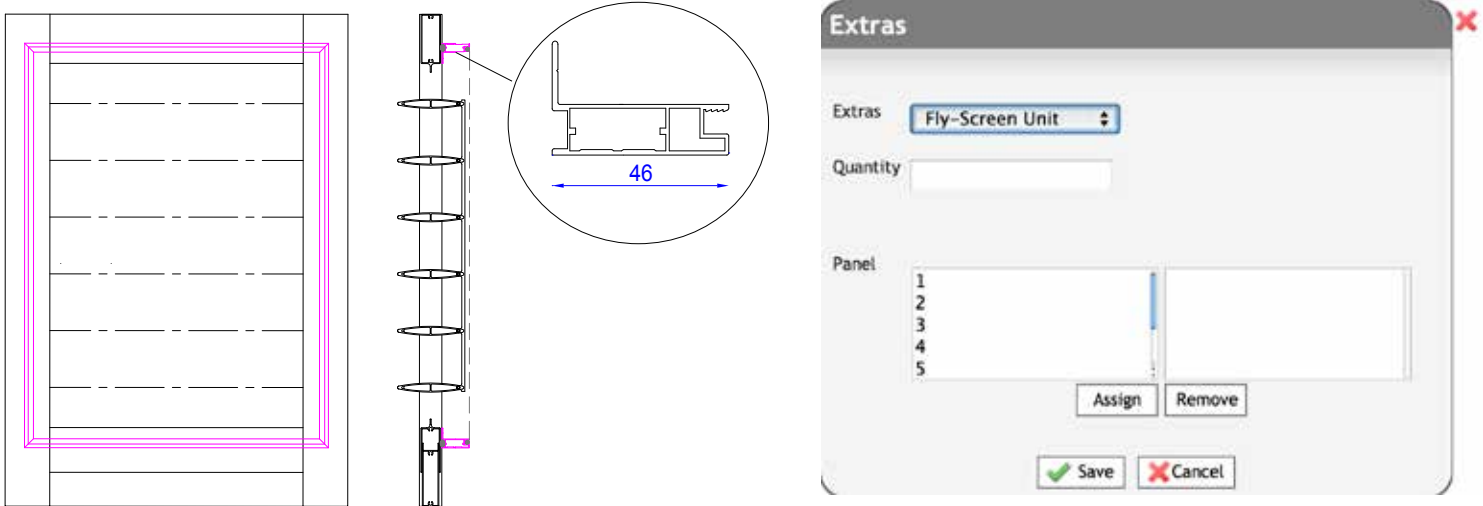 46
Extras
Extras
Fly-Screen Unit
Quantity
Panel
1
2
3
4
5
Assign
Remove
Save
Cancel